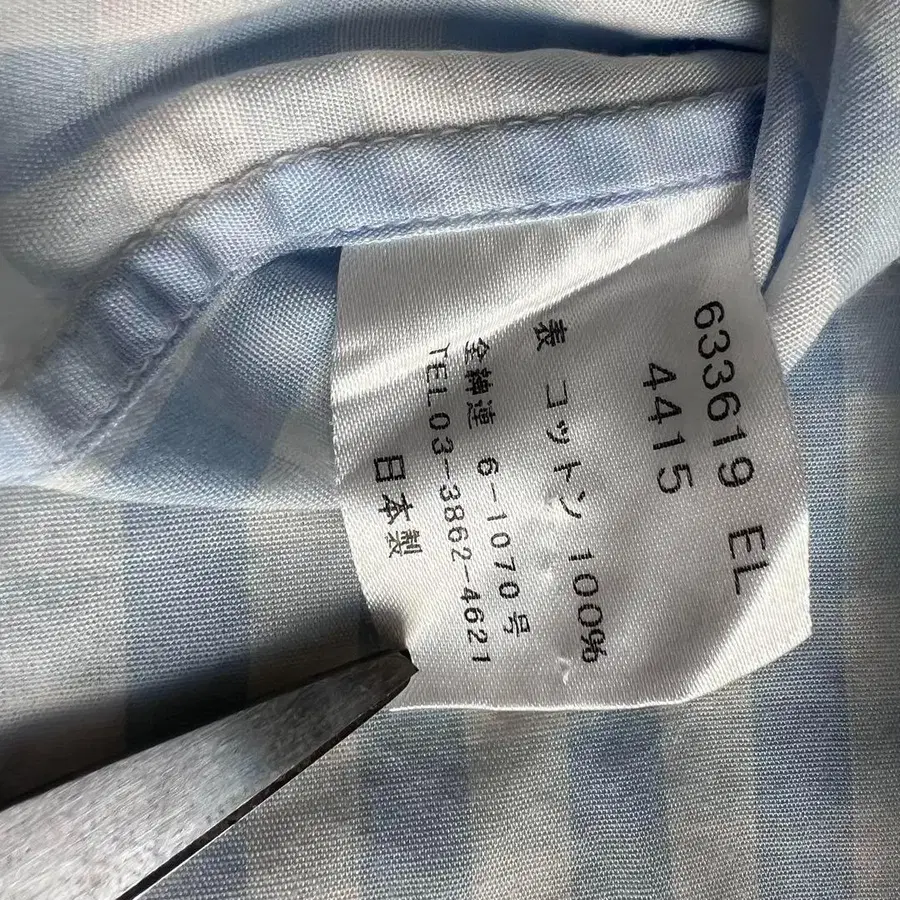 633619 EL
4415
表 コットン 100%
全紳連 6-1070号
TEL03-3862-4621
日本製